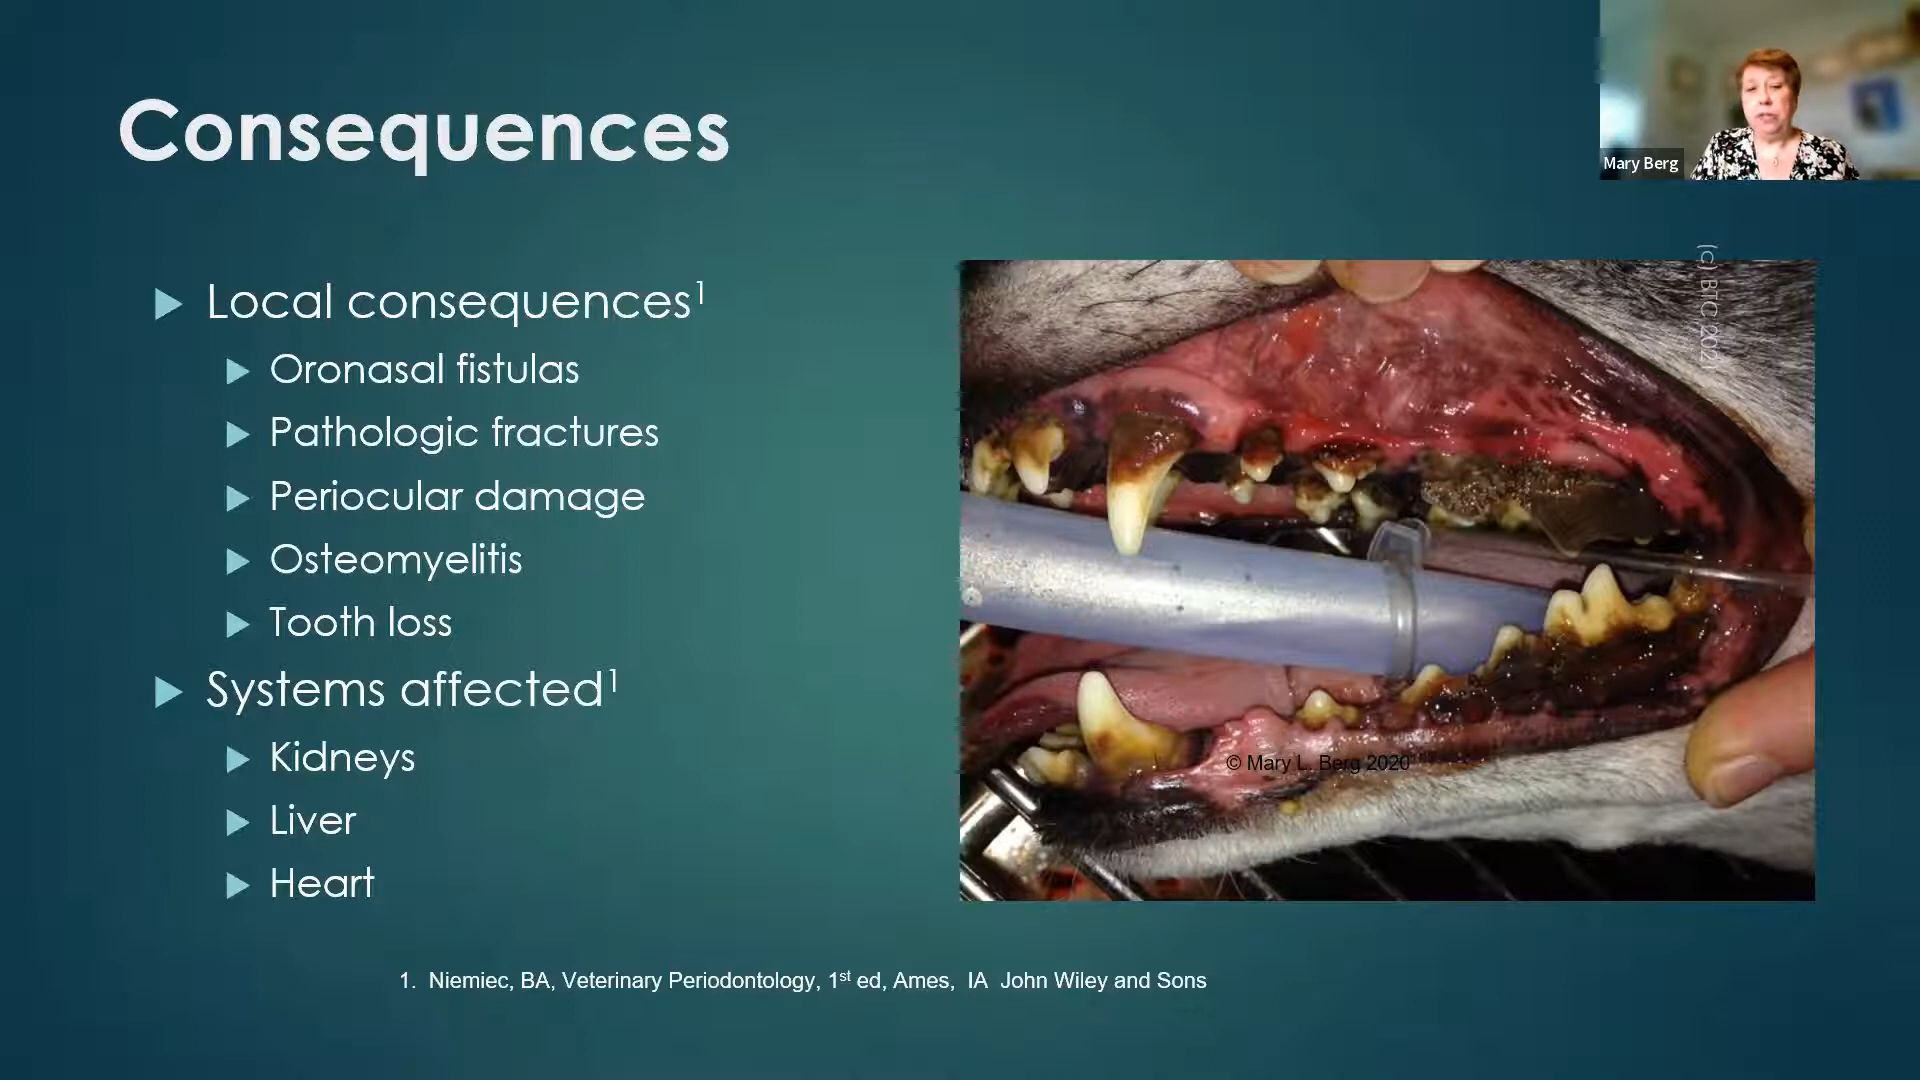 Consequences
Mary Berg
Local consequences¹
Oronasal fistulas
Pathologic fractures
Periocular damage
Osteomyelitis
Tooth loss
Systems affected¹
Kidneys
Liver
Heart
(c) BTC
© Mary L. Berg 2020
1. Niemiec, BA, Veterinary Periodontology, 1st ed, Ames, IA John Wiley and Sons